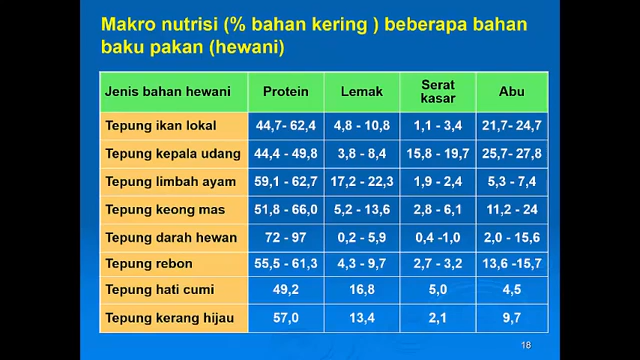 Makro nutrisi (% bahan kering ) beberapa bahan
baku pakan (hewani)
Jenis bahan hewani Protein Lemak Serat kasar Abu
Tepung ikan lokal 44,7- 62,4 4,8 - 10,8 1,1 - 3,4 21,7- 24,7
Tepung kepala udang 44,4 - 49,8 3,8 - 8,4 15,8 - 19,7 25,7- 27,8
Tepung limbah ayam 59,1 - 62,7 17,2 - 22,3 1,9 - 2,4 5,3 - 7,4
Tepung keong mas 51,8 - 66,0 5,2 - 13,6 2,8 - 6,1 11,2 - 24
Tepung darah hewan 72 - 97 0,2 - 5,9 0,4 -1,0 2,0 - 15,6
Tepung rebon 55,5 - 61,3 4,3 - 9,7 2,7 - 3,2 13,6 -15,7
Tepung hati cumi 49,2 16,8 5,0 4,5
Tepung kerang hijau 57,0 13,4 2,1 9,7
18